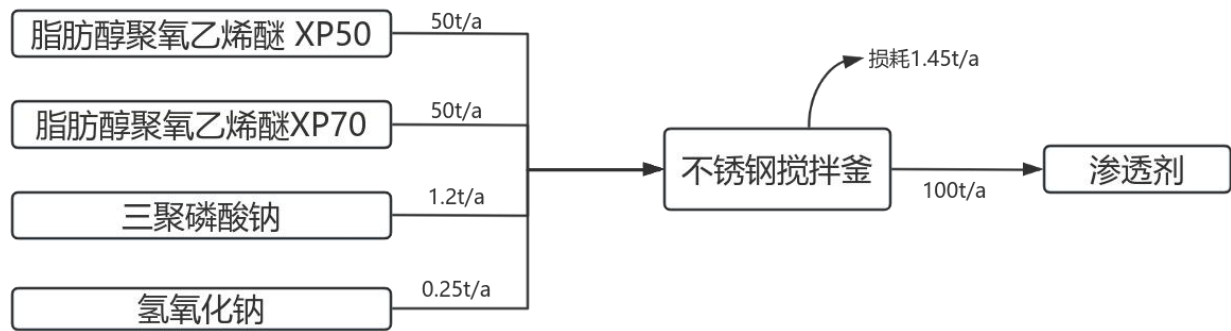 脂肪醇聚氧乙烯醚 XP50
50t/a
脂肪醇聚氧乙烯醚XP70
50t/a
三聚磷酸钠
1.2t/a
氢氧化钠
0.25t/a
不锈钢搅拌釜
损耗1.45t/a
100t/a
渗透剂